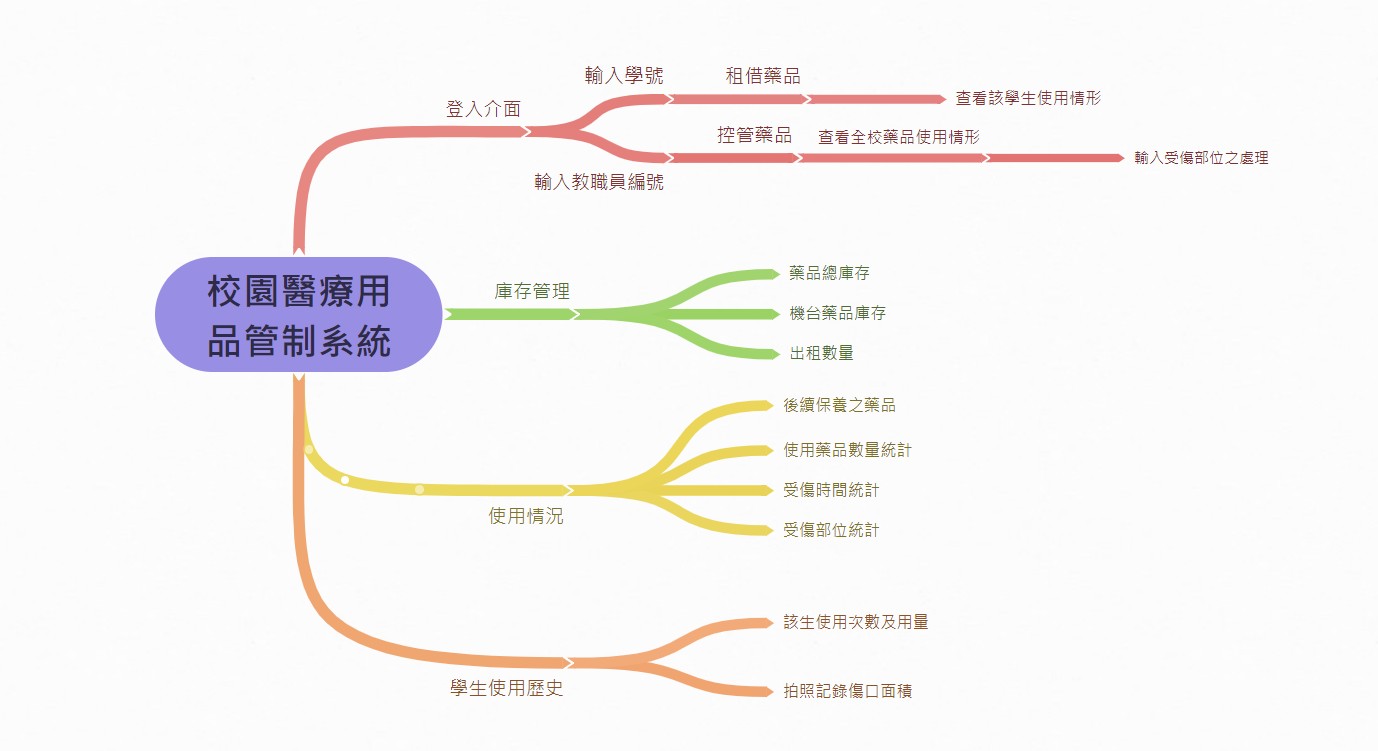 校園醫療用
品管制系統
登入介面
輸入學號
租借藥品
查看該學生使用情形
輸入教職員編號
控管藥品
查看全校藥品使用情形
輸入受傷部位之處理
庫存管理
藥品總庫存
機台藥品庫存
出租數量
使用情況
後續保養之藥品
使用藥品數量統計
受傷時間統計
受傷部位統計
學生使用歷史
該生使用次數及用量
拍照記錄傷口面積